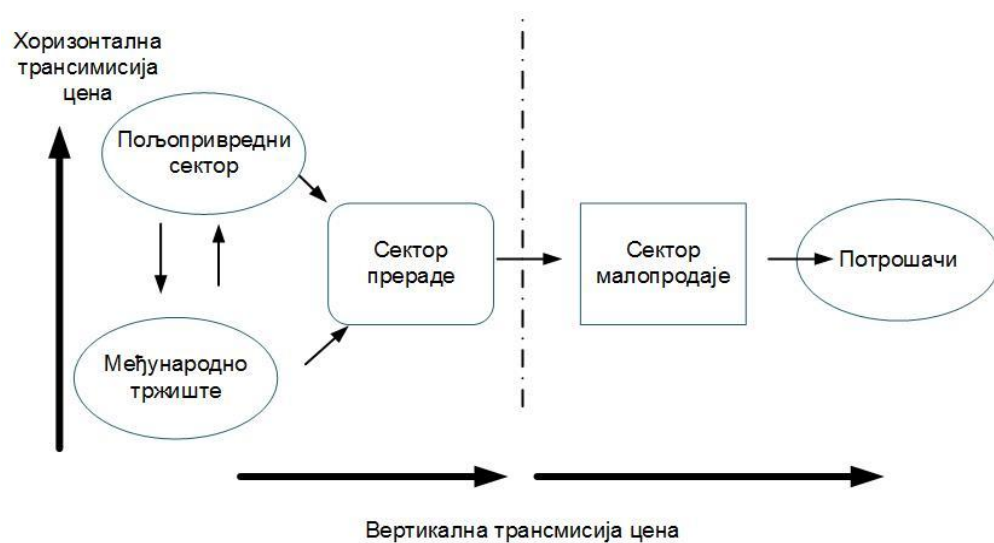 Хоризонтална
трансимисија
цена
Пољопривредни
сектор
Сектор
прераде
Сектор
малопродаје
Потрошачи
Међународно
тржиште
Вертикална трансмисија цена